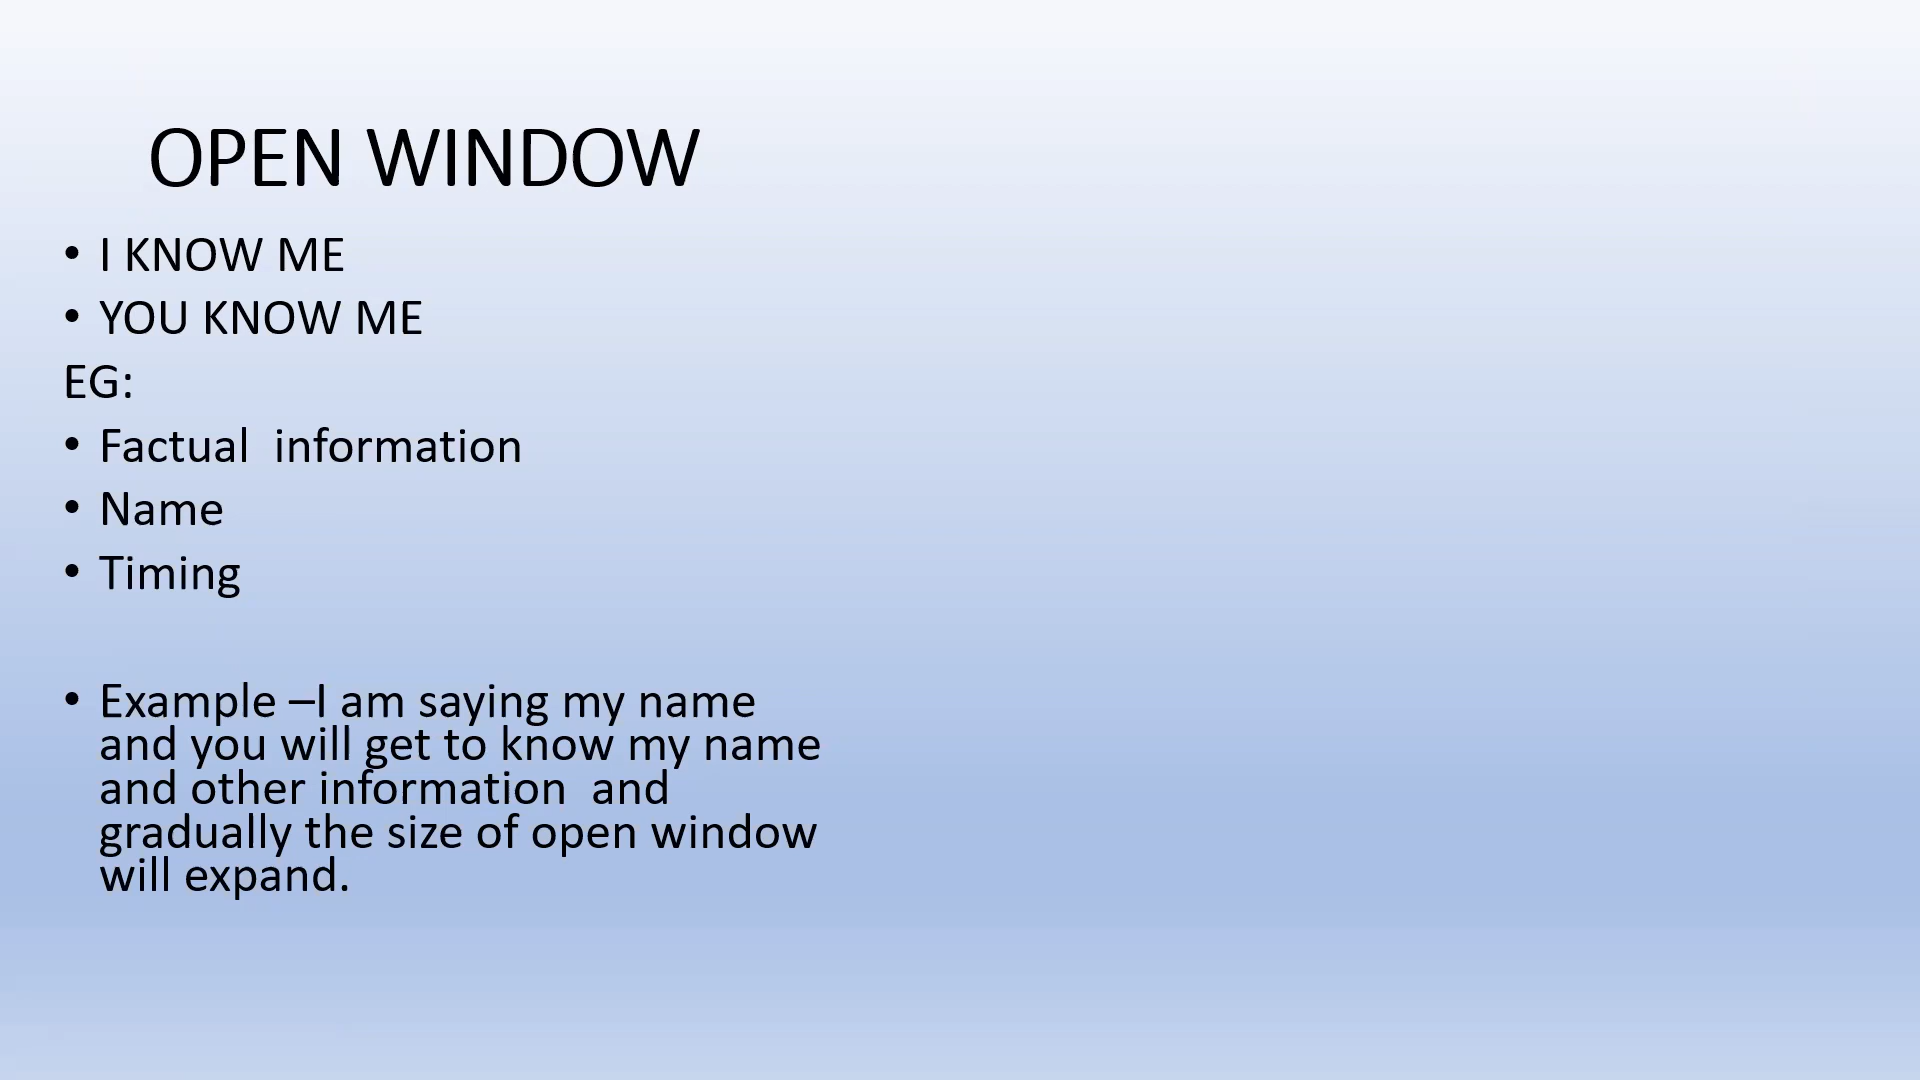 OPEN WINDOW
• I KNOW ME
• YOU KNOW ME
EG:
• Factual  information
• Name
• Timing
• Example –I am saying my name
and you will get to know my name
and other information  and
gradually the size of open window
will expand.